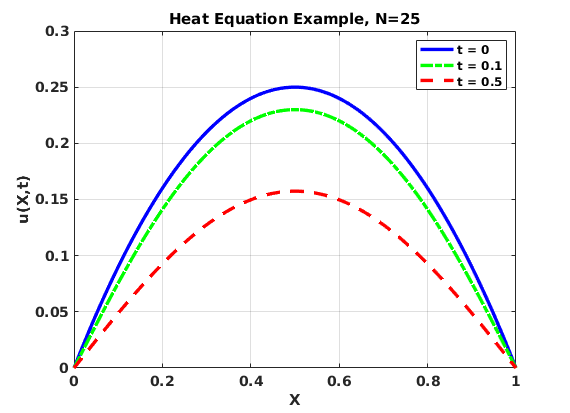 Heat Equation Example, N=25
0.3
0.25
0.2
0.15
0.1
0.05
0
u(X,t)
t = 0
t = 0.1
t = 0.5
0 0.2 0.4 0.6 0.8 1
X